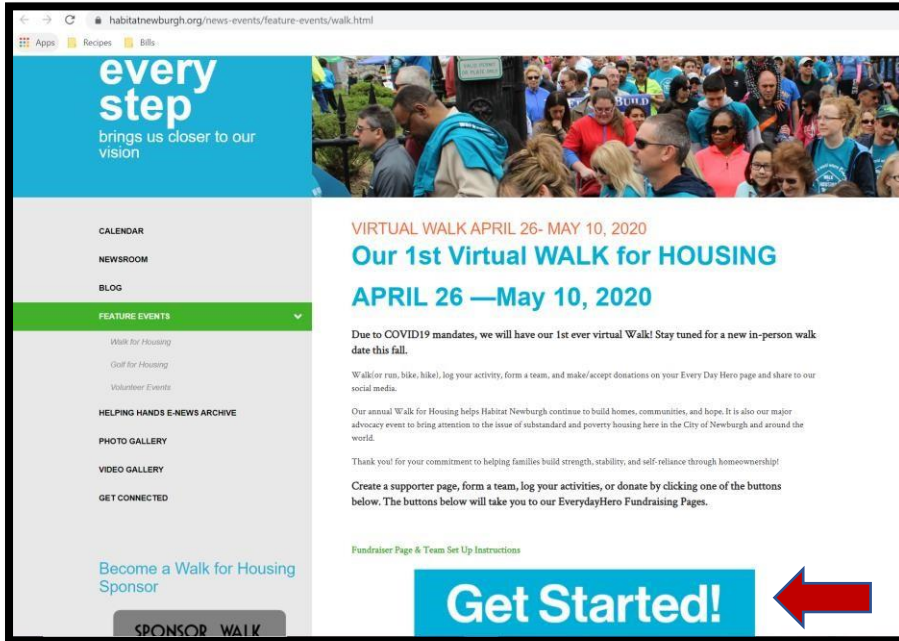 habitatnewburgh.org/news-events/feature-events/walk.html
Apps Recipes Bills
every
step
brings us closer to our
vision
BUILD
CALENDAR
NEWSROOM
BLOG
FEATURE EVENTS
Walk for Housing
Golf for Housing
Volunteer Events
HELPING HANDS E-NEWS ARCHIVE
PHOTO GALLERY
VIDEO GALLERY
GET CONNECTED
Become a Walk for Housing
Sponsor
SPONSOR WALK
VIRTUAL WALK APRIL 26- MAY 10, 2020
Our 1st Virtual WALK for HOUSING
APRIL 26 —May 10, 2020
Due to COVID19 mandates, we will have our 1st ever virtual Walk! Stay tuned for a new in-person walk
date this fall.
Walk(or run, bike, hike), log your activity, form a team, and make/accept donations on your Every Day Hero page and share to our
social media.
Our annual Walk for Housing helps Habitat Newburgh continue to build homes, communities, and hope. It is also our major
advocacy event to bring attention to the issue of substandard and poverty housing here in the City of Newburgh and around the
world.
Thank you! for your commitment to helping families build strength, stability, and self-reliance through homeownership!
Create a supporter page, form a team, log your activities, or donate by clicking one of the buttons
below. The buttons below will take you to our EverydayHero Fundraising Pages.
Fundraiser Page & Team Set Up Instructions
Get Started!